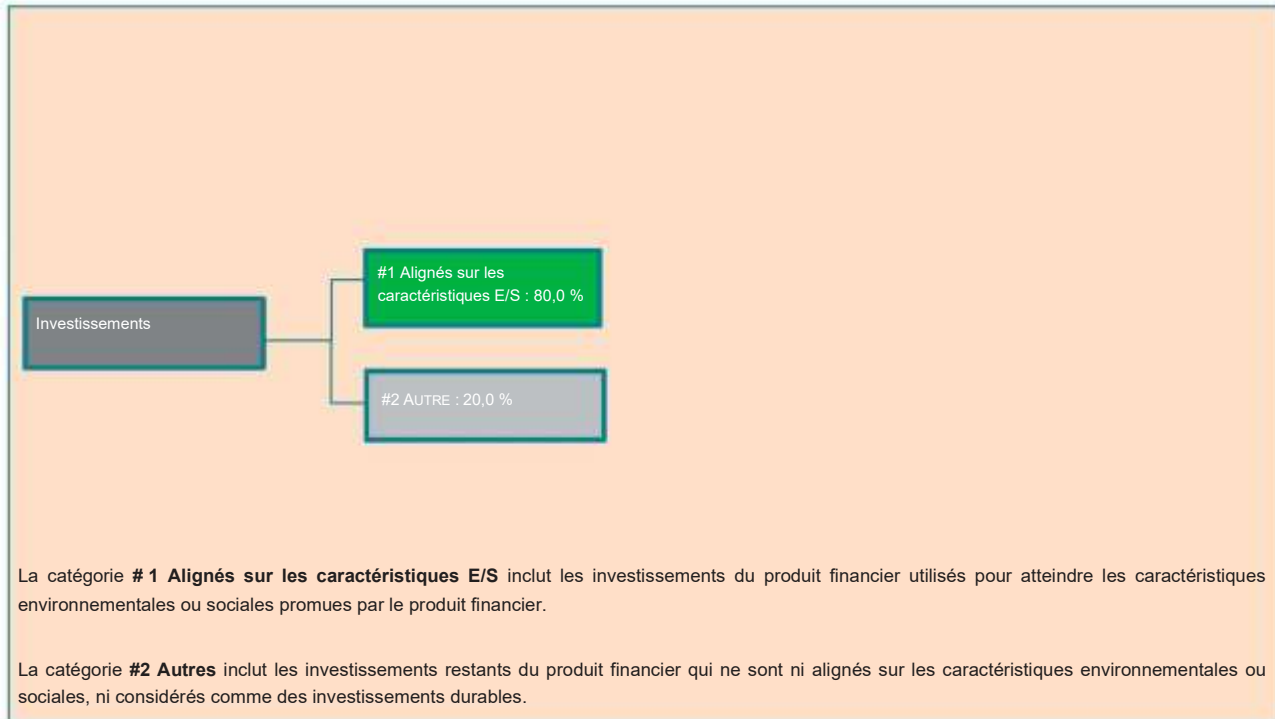 #1 Alignés sur les
caractéristiques E/S : 80,0 %
Investissements
#2 AUTRE : 20,0 %
La catégorie # 1 Alignés sur les caractéristiques E/S inclut les investissements du produit financier utilisés pour atteindre les caractéristiques
environnementales ou sociales promues par le produit financier.
La catégorie #2 Autres inclut les investissements restants du produit financier qui ne sont ni alignés sur les caractéristiques environnementales ou
sociales, ni considérés comme des investissements durables.